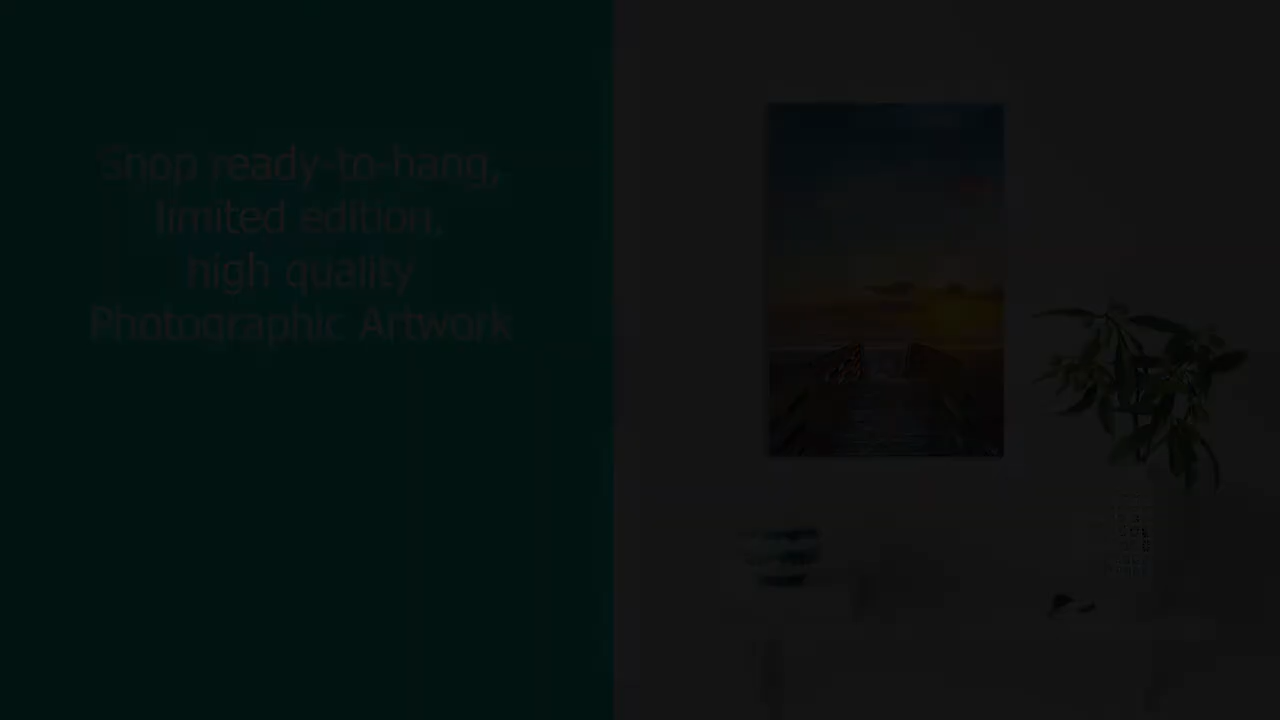 Shop ready-to-hang,
limited edition,
high quality
Photographic Artwork